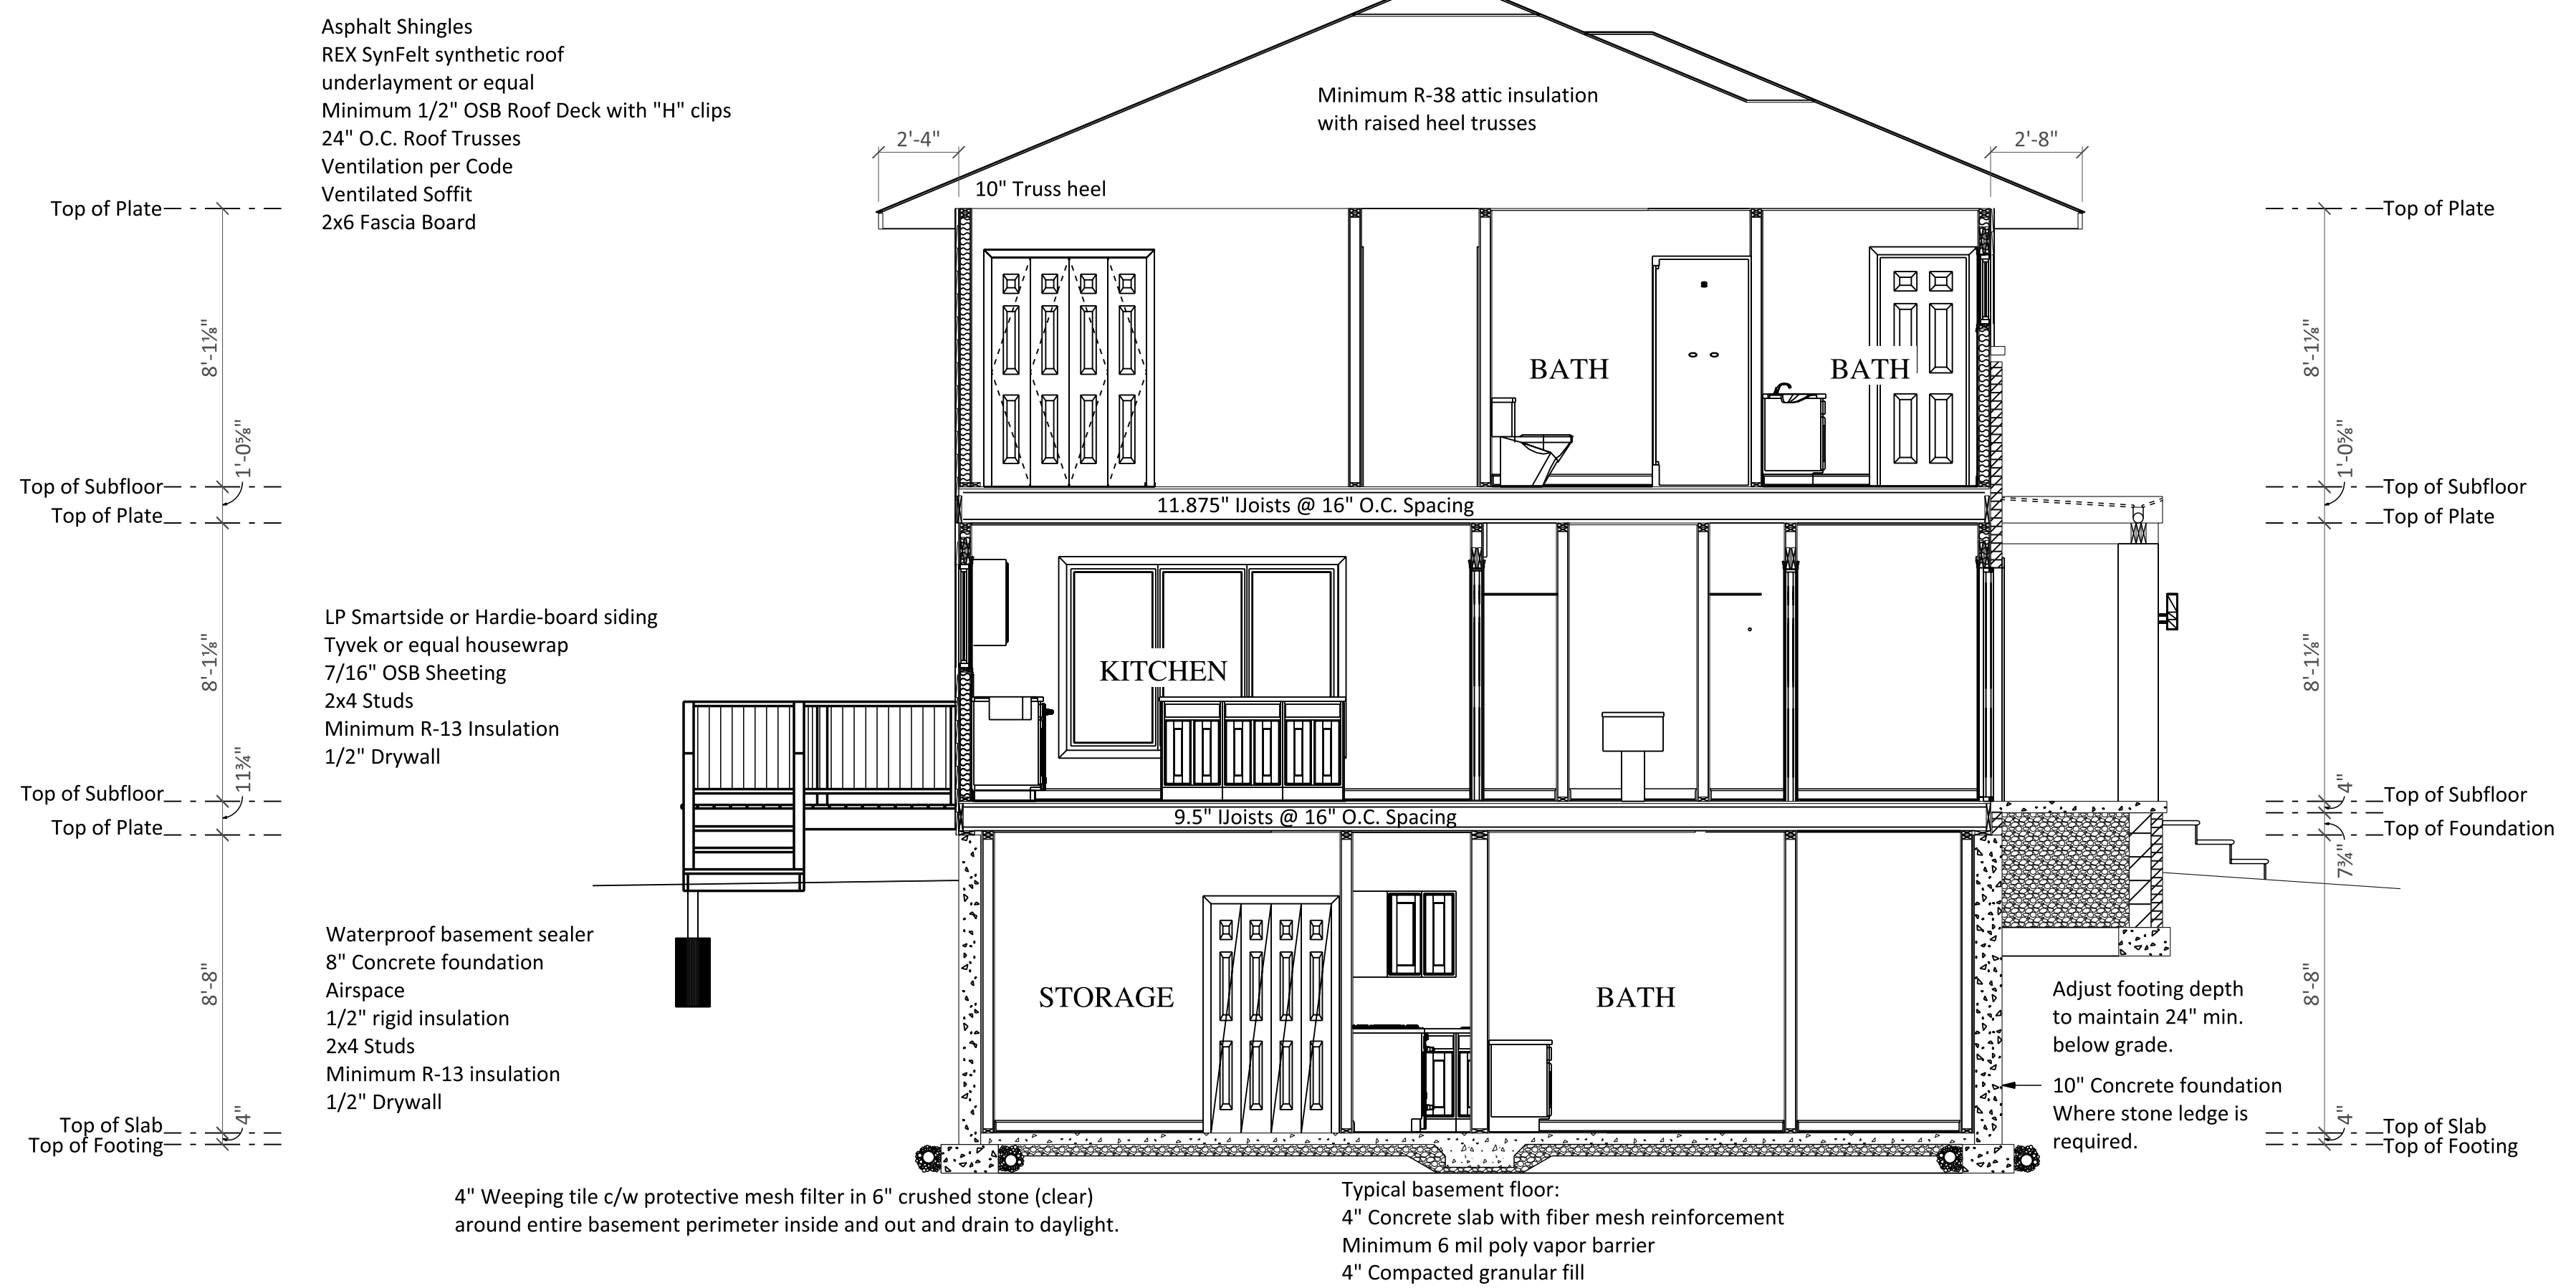 Asphalt Shingles
REX SynFelt synthetic roof
underlayment or equal
Minimum 1/2" OSB Roof Deck with "H" clips
24" O.C. Roof Trusses
Ventilation per Code
Ventilated Soffit
2x6 Fascia Board
Minimum R-38 attic insulation
with raised heel trusses
2'-4"
2'-8"
10" Truss heel
Top of Plate
Top of Plate
8'-1⅛"
8'-1⅛"
BATH
BATH
1'-0⅝"
1'-0⅝"
Top of Subfloor
Top of Subfloor
Top of Plate
Top of Plate
11.875" IJoists @ 16" O.C. Spacing
LP Smartside or Hardie-board siding
Tyvek or equal housewrap
7/16" OSB Sheeting
2x4 Studs
Minimum R-13 Insulation
1/2" Drywall
8'-1⅛"
8'-1⅛"
KITCHEN
11¾"
4"
Top of Subfloor
Top of Subfloor
Top of Plate
Top of Foundation
7¾"
9.5" IJoists @ 16" O.C. Spacing
Waterproof basement sealer
8" Concrete foundation
Airspace
1/2" rigid insulation
2x4 Studs
Minimum R-13 insulation
1/2" Drywall
8'-8"
8'-8"
STORAGE
BATH
Adjust footing depth
to maintain 24" min.
below grade.
10" Concrete foundation
Where stone ledge is
required.
4"
4"
Top of Slab
Top of Slab
Top of Footing
Top of Footing
4" Weeping tile c/w protective mesh filter in 6" crushed stone (clear)
around entire basement perimeter inside and out and drain to daylight.
Typical basement floor:
4" Concrete slab with fiber mesh reinforcement
Minimum 6 mil poly vapor barrier
4" Compacted granular fill